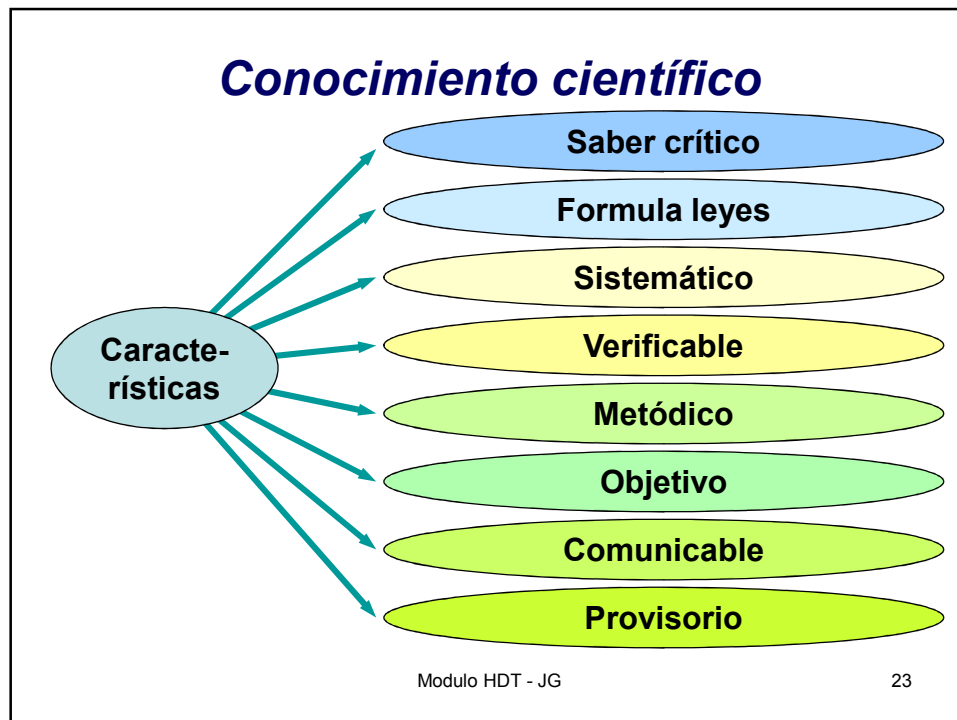 Conocimiento científico
Saber crítico
Formula leyes
Sistemático
Verificable
Caracte-
rísticas
Metódico
Objetivo
Comunicable
Provisorio
Modulo HDT - JG
23